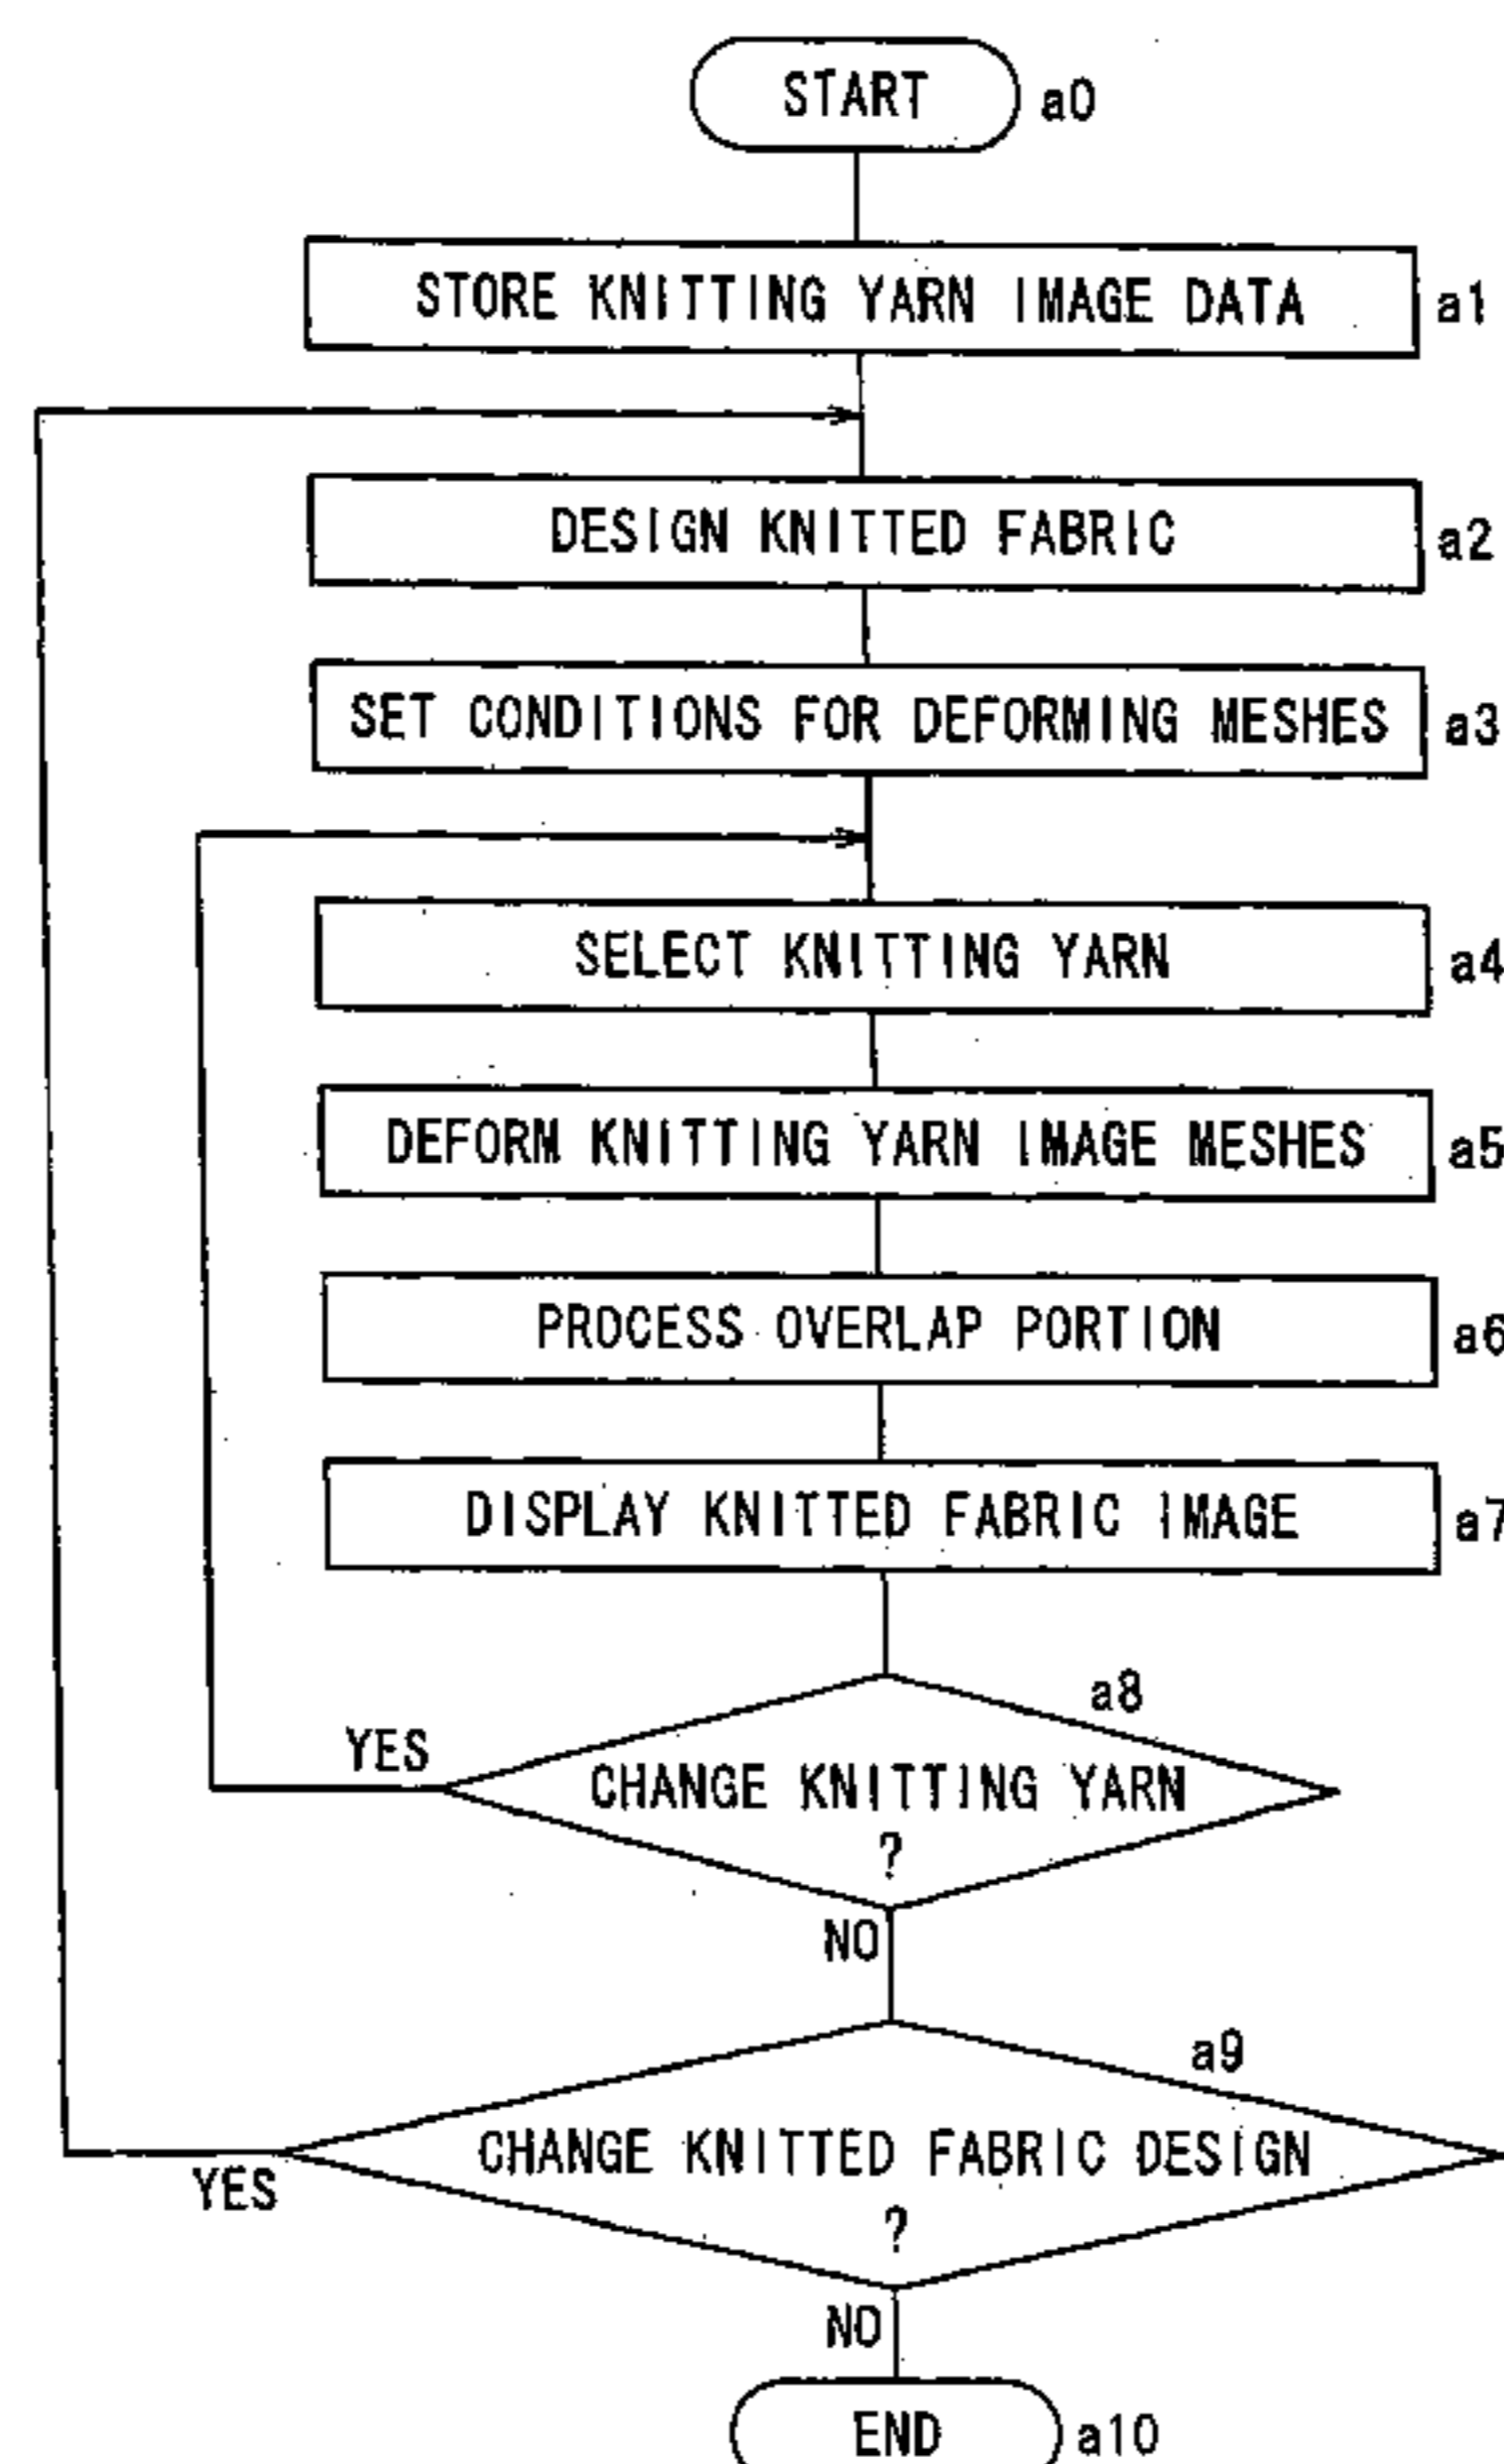 START a0
STORE KNITTING YARN IMAGE DATA a1
DESIGN KNITTED FABRIC a2
SET CONDITIONS FOR DEFORMING MESHES a3
SELECT KNITTING YARN a4
DEFORM KNITTING YARN IMAGE MESHES a5
PROCESS OVERLAP PORTION a6
DISPLAY KNITTED FABRIC IMAGE a7
a8
YES
CHANGE KNITTING YARN
?
NO
a9
CHANGE KNITTED FABRIC DESIGN
YES
?
NO
END a10